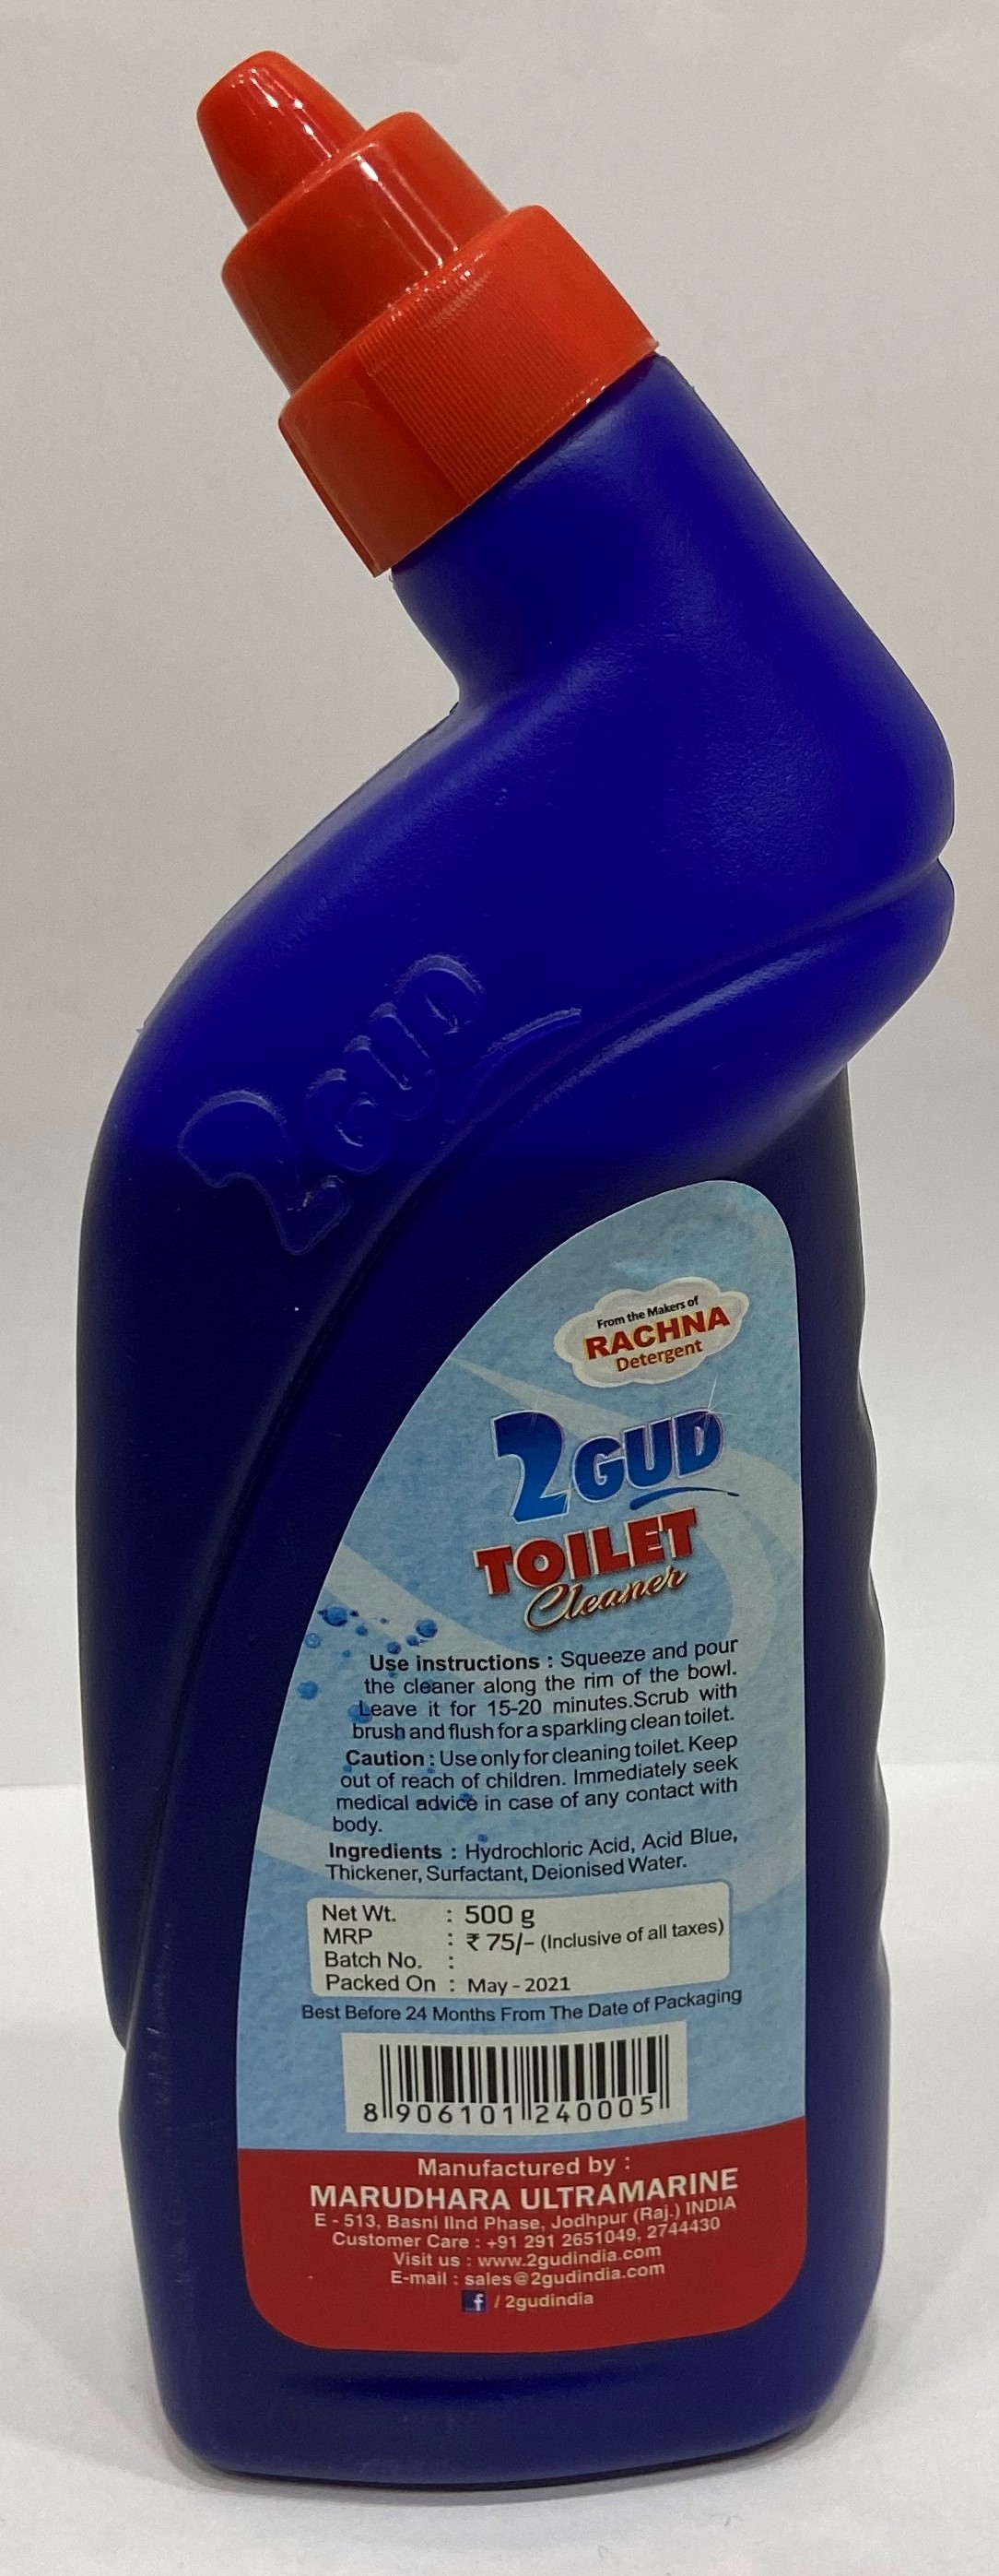 2GUD
From the Makers of
RACHNA
Detergent
2GUD
TOILET
Cleaner
Use instructions : Squeeze and pour
the cleaner along the rim of the bowl.
Leave it for 15-20 minutes.Scrub with
brush and flush for a sparkling clean toilet.
Caution : Use only for cleaning toilet. Keep
out of reach of children. Immediately seek
medical advice in case of any contact with
body.
Ingredients : Hydrochloric Acid, Acid Blue,
Thickener, Surfactant, Deionised Water.
Net Wt. : 500 g
MRP : ₹ 75/- (Inclusive of all taxes)
Batch No. :
Packed On : May - 2021
Best Before 24 Months From The Date of Packaging
8 906101 240005
Manufactured by :
MARUDHARA ULTRAMARINE
E - 513, Basni IInd Phase, Jodhpur (Raj.) INDIA
Customer Care : +91 291 2651049, 2744430
Visit us : www.2gudindia.com
E-mail : sales@2gudindia.com
f / 2gudindia